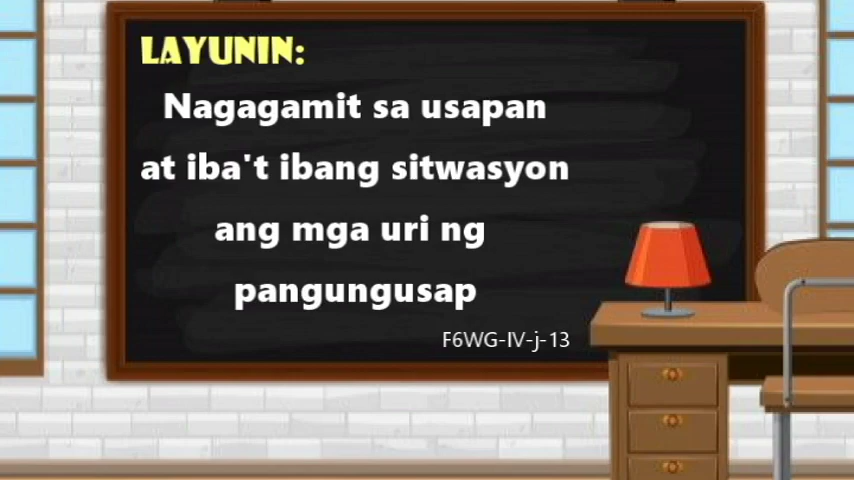 LAYUNIN:
Nagagamit sa usapan
at iba't ibang sitwasyon
ang mga uri ng
pangungusap
F6WG-IV-j-13